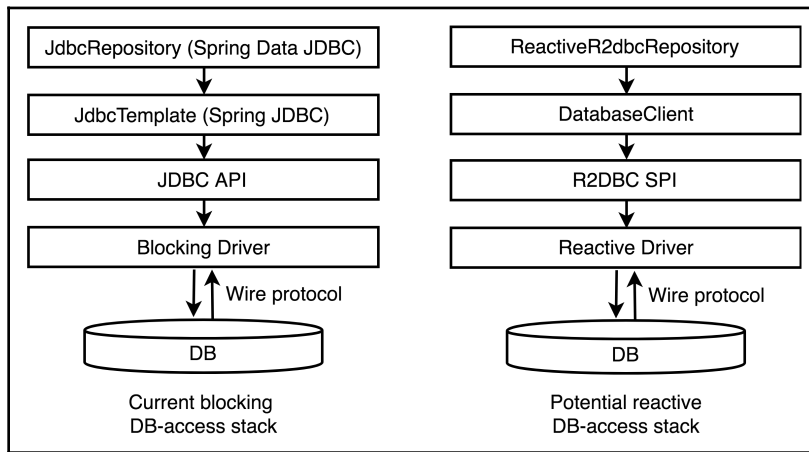 JdbcRepository (Spring Data JDBC)
JdbcTemplate (Spring JDBC)
JDBC API
Blocking Driver
Wire protocol
DB
Current blocking
DB-access stack
ReactiveR2dbcRepository
DatabaseClient
R2DBC SPI
Reactive Driver
Wire protocol
DB
Potential reactive
DB-access stack